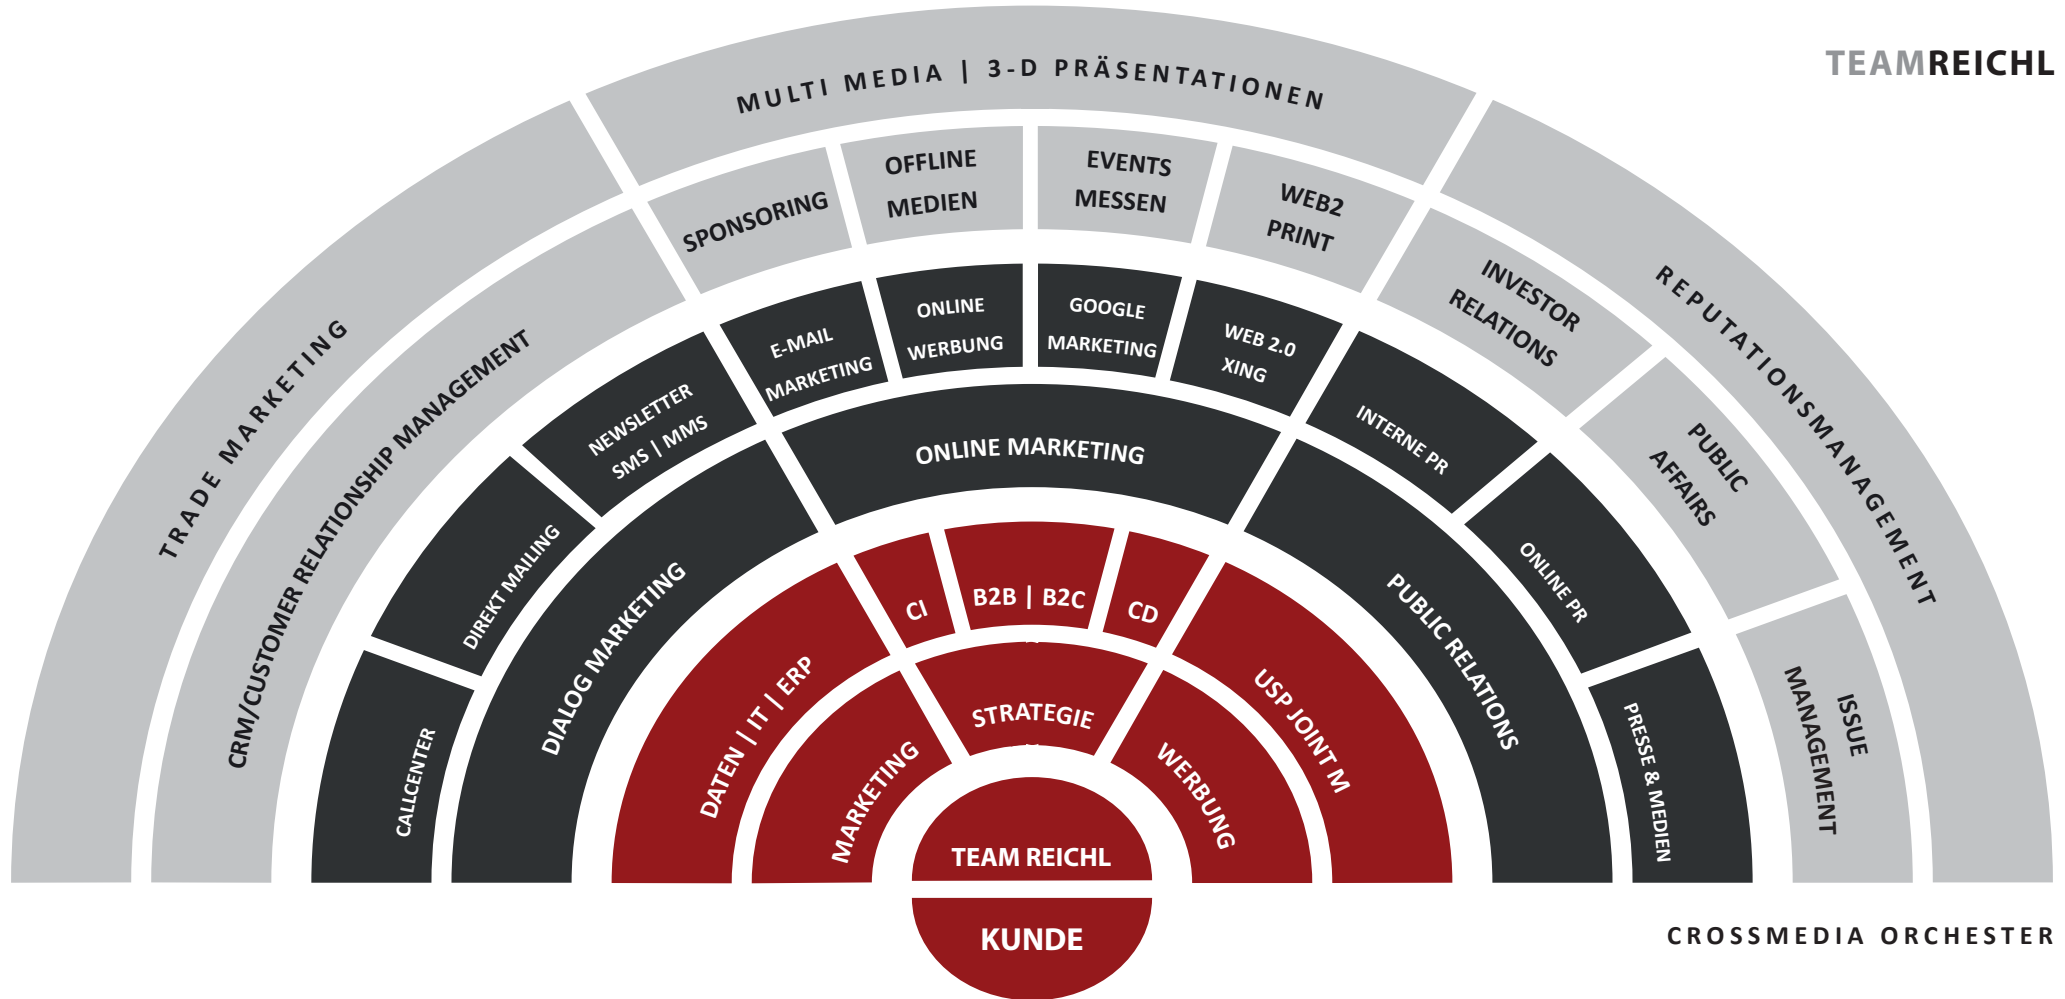 TEAMREICHL
MULTI MEDIA | 3-D PRÄSENTATIONEN
TRADE MARKETING
REPUTATIONSMANAGEMENT
CRM/CUSTOMER RELATIONSHIP MANAGEMENT
SPONSORING
OFFLINE
MEDIEN
EVENTS
MESSEN
WEB2
PRINT
INVESTOR
RELATIONS
PUBLIC
AFFAIRS
ISSUE
MANAGEMENT
CALLCENTER
DIREKT MAILING
NEWSLETTER
SMS | MMS
E-MAIL
MARKETING
ONLINE
WERBUNG
GOOGLE
MARKETING
WEB 2.0
XING
INTERNE PR
ONLINE PR
PRESSE & MEDIEN
DIALOG MARKETING
ONLINE MARKETING
PUBLIC RELATIONS
DATEN | IT | ERP
CI
B2B | B2C
CD
USP JOINT M
MARKETING
STRATEGIE
WERBUNG
TEAM REICHL
KUNDE
CROSSMEDIA ORCHESTER